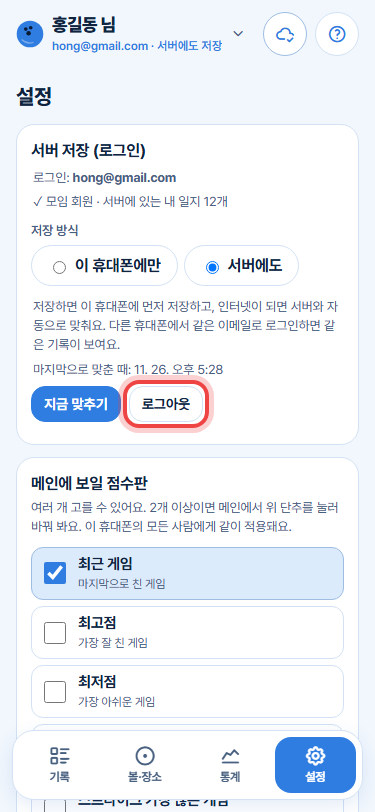 홍길동 님
hong@gmail.com · 서버에도 저장
설정
서버 저장 (로그인)
로그인: hong@gmail.com
✓ 모임 회원 · 서버에 있는 내 일지 12개
저장 방식
이 휴대폰에만
서버에도
저장하면 이 휴대폰에 먼저 저장하고, 인터넷이 되면 서버와 자
동으로 맞춰요. 다른 휴대폰에서 같은 이메일로 로그인하면 같
은 기록이 보여요.
마지막으로 맞춘 때: 11. 26. 오후 5:28
지금 맞추기
로그아웃
메인에 보일 점수판
여러 개 고를 수 있어요. 2개 이상이면 메인에서 위 단추를 눌러
바꿔 봐요. 이 휴대폰의 모든 사람에게 같이 적용돼요.
최근 게임
마지막으로 친 게임
최고점
가장 잘 친 게임
최저점
가장 아쉬운 게임
기록
볼·장소
통계
설정